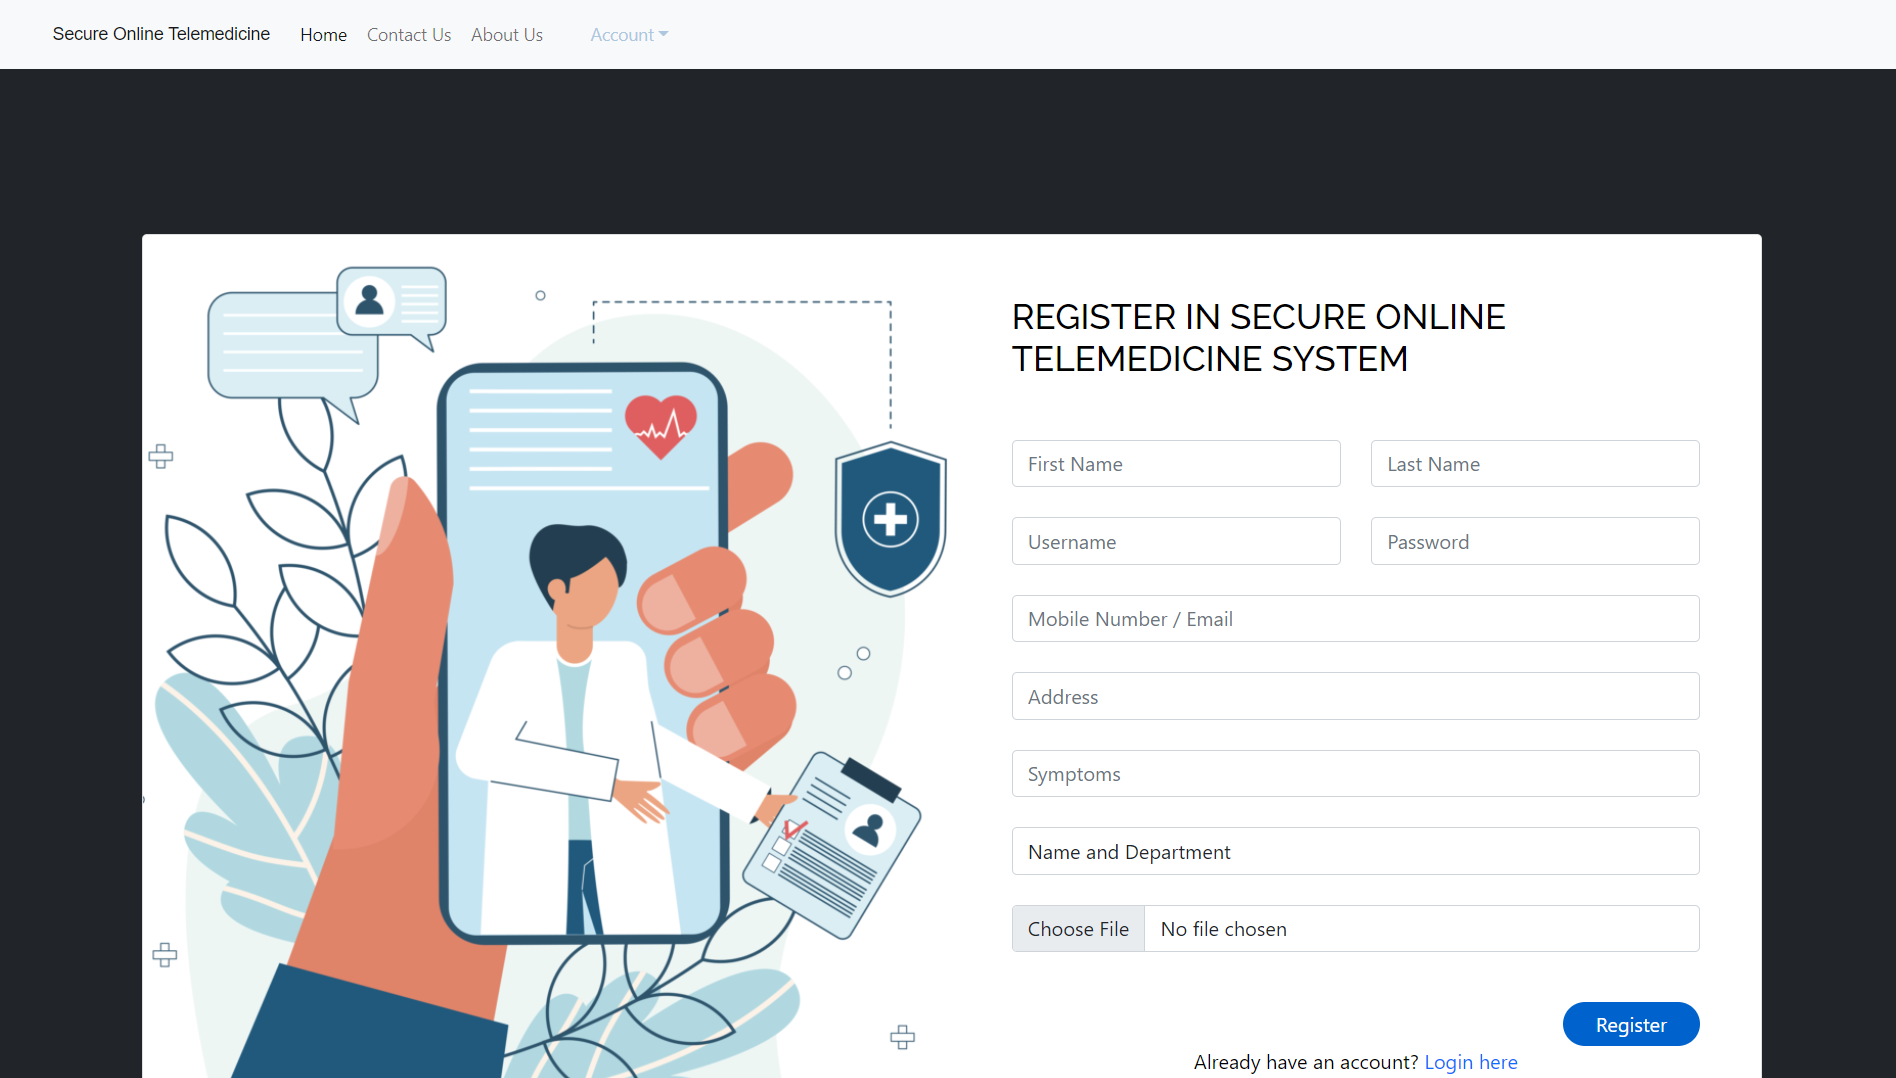 Secure Online Telemedicine Home Contact Us About Us Account
REGISTER IN SECURE ONLINE
TELEMEDICINE SYSTEM
First Name Last Name
Username Password
Mobile Number / Email
Address
Symptoms
Name and Department
Choose File No file chosen
Register
Already have an account? Login here